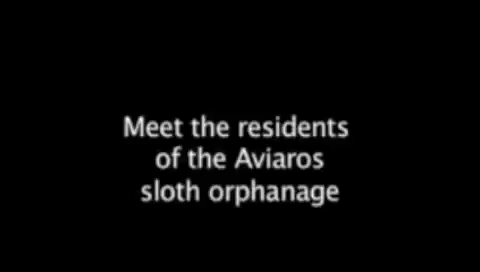 Meet the residents
of the Aviaros
sloth orphanage